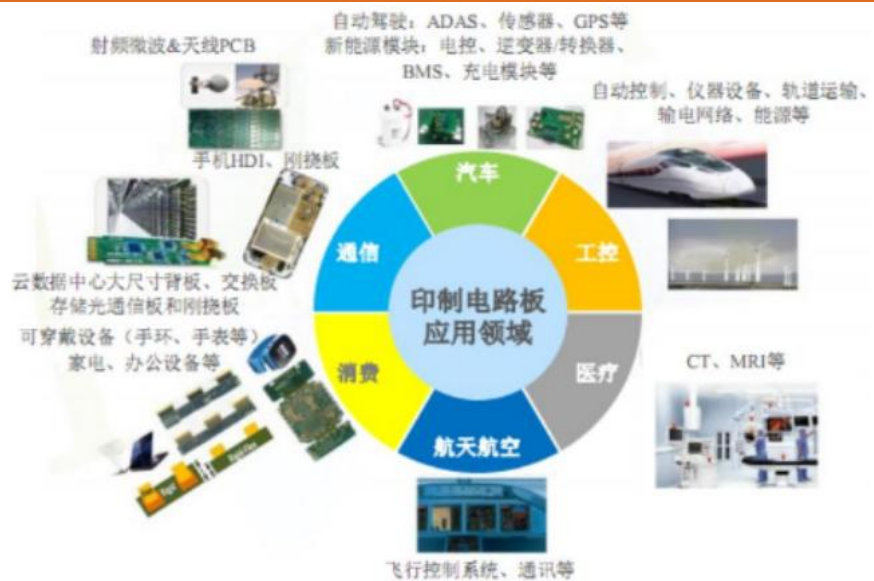 射频微波&天线PCB
自动驾驶：ADAS、传感器、GPS等
新能源模块：电控、逆变器/转换器、
BMS、充电模块等
自动控制、仪器设备、轨道运输、
输电网络、能源等
手机HDI、刚挠板
汽车
通信
工控
云数据中心大尺寸背板、交换板
存储光通信板和刚挠板
印制电路板
应用领域
可穿戴设备（手环、手表等）
家电、办公设备等
消费
医疗
CT、MRI等
航天航空
Rigid
Rigid-Flex
飞行控制系统、通讯等